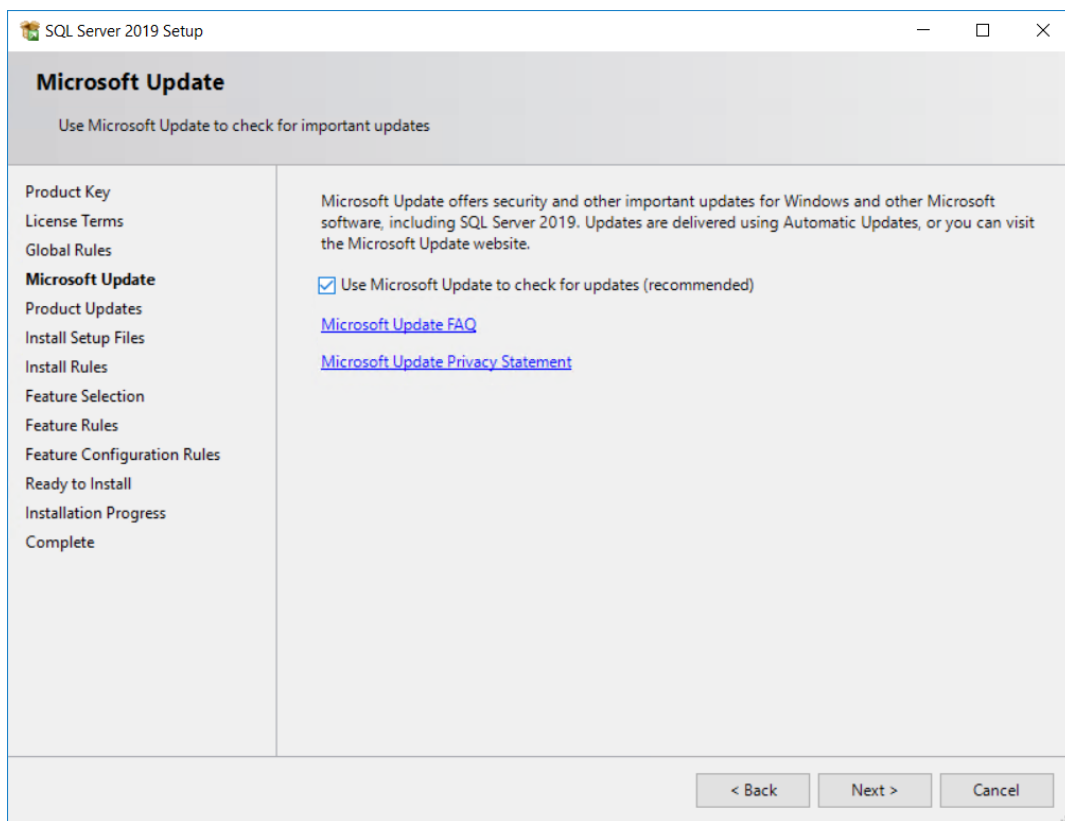 SQL Server 2019 Setup
Microsoft Update
Use Microsoft Update to check for important updates
Product Key
License Terms
Global Rules
Microsoft Update
Product Updates
Install Setup Files
Install Rules
Feature Selection
Feature Rules
Feature Configuration Rules
Ready to Install
Installation Progress
Complete
Microsoft Update offers security and other important updates for Windows and other Microsoft
software, including SQL Server 2019. Updates are delivered using Automatic Updates, or you can visit
the Microsoft Update website.
Use Microsoft Update to check for updates (recommended)
Microsoft Update FAQ
Microsoft Update Privacy Statement
< Back
Next >
Cancel